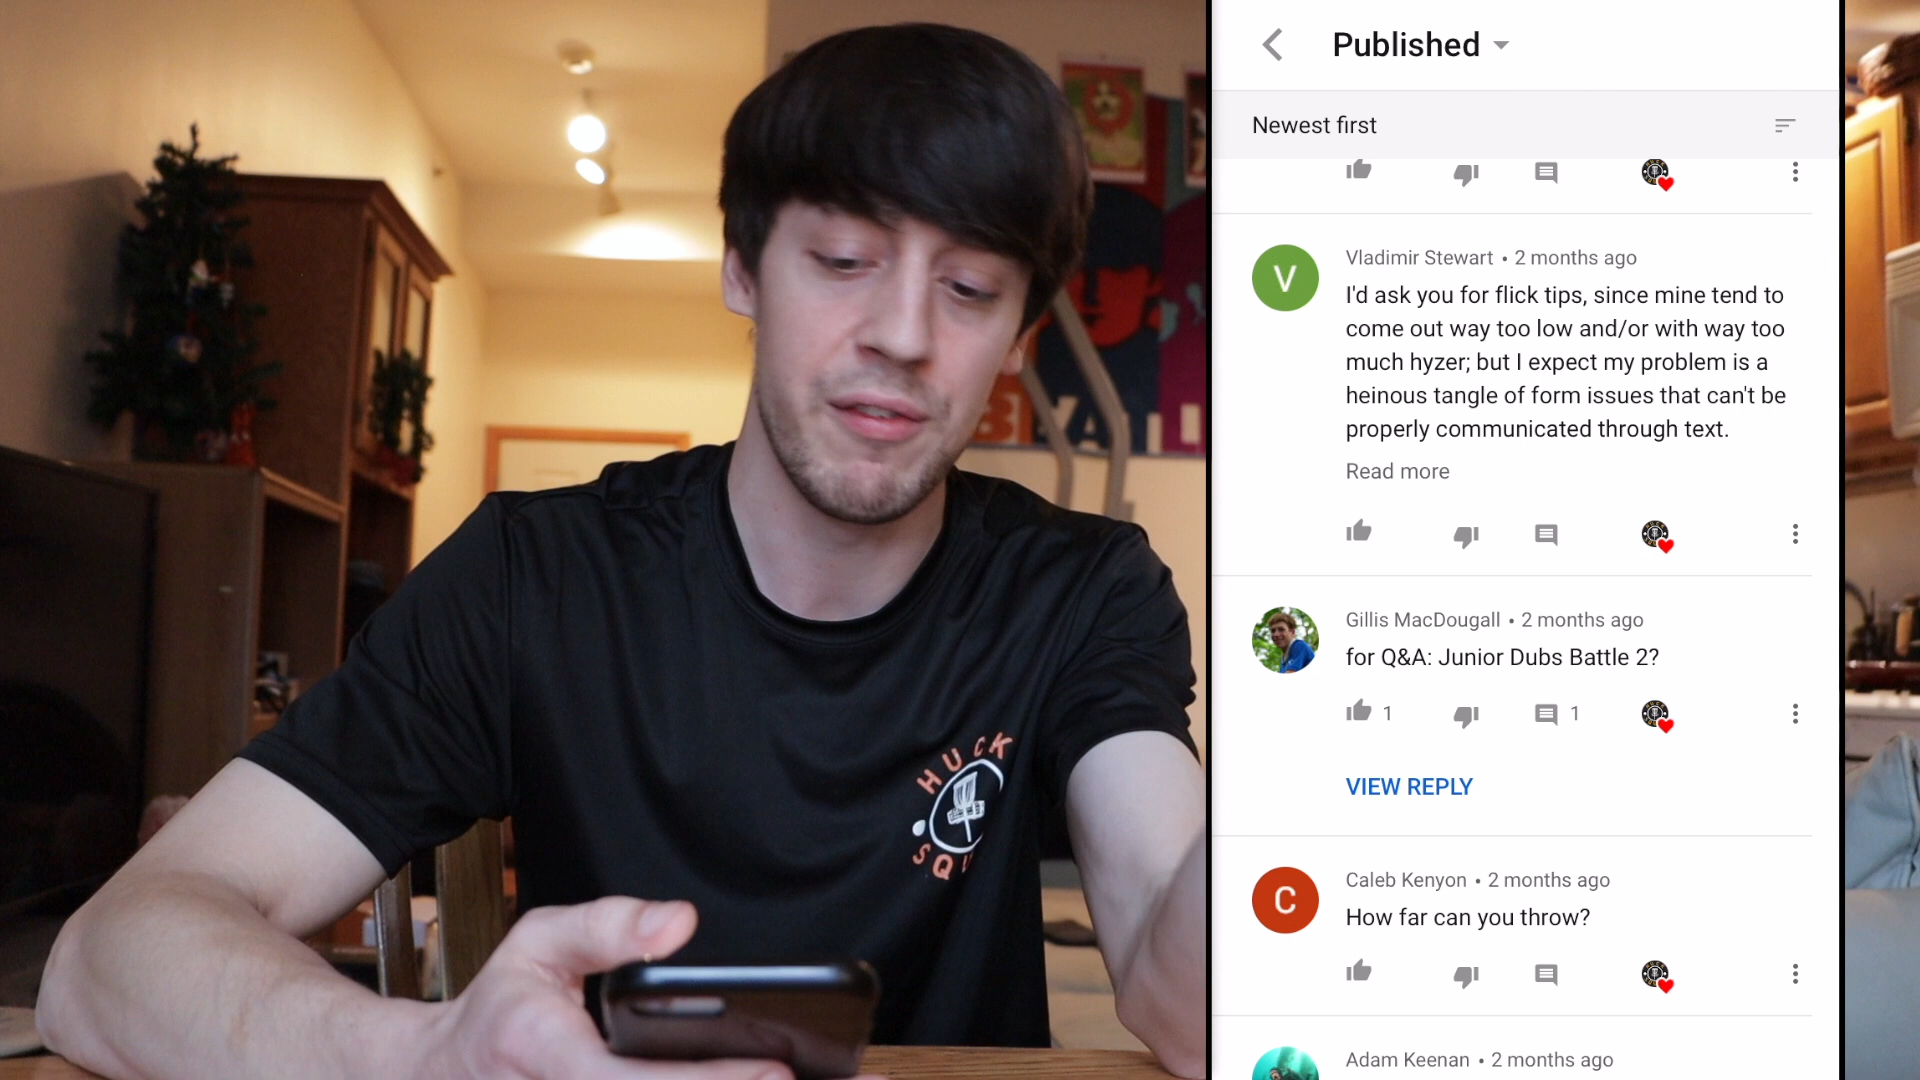 Published
Newest first
Vladimir Stewart • 2 months ago
I'd ask you for flick tips, since mine tend to
come out way too low and/or with way too
much hyzer; but I expect my problem is a
heinous tangle of form issues that can't be
properly communicated through text.
Read more
Gillis MacDougall • 2 months ago
for Q&A: Junior Dubs Battle 2?
1
1
VIEW REPLY
Caleb Kenyon • 2 months ago
How far can you throw?
Adam Keenan • 2 months ago
V
C
HUCK